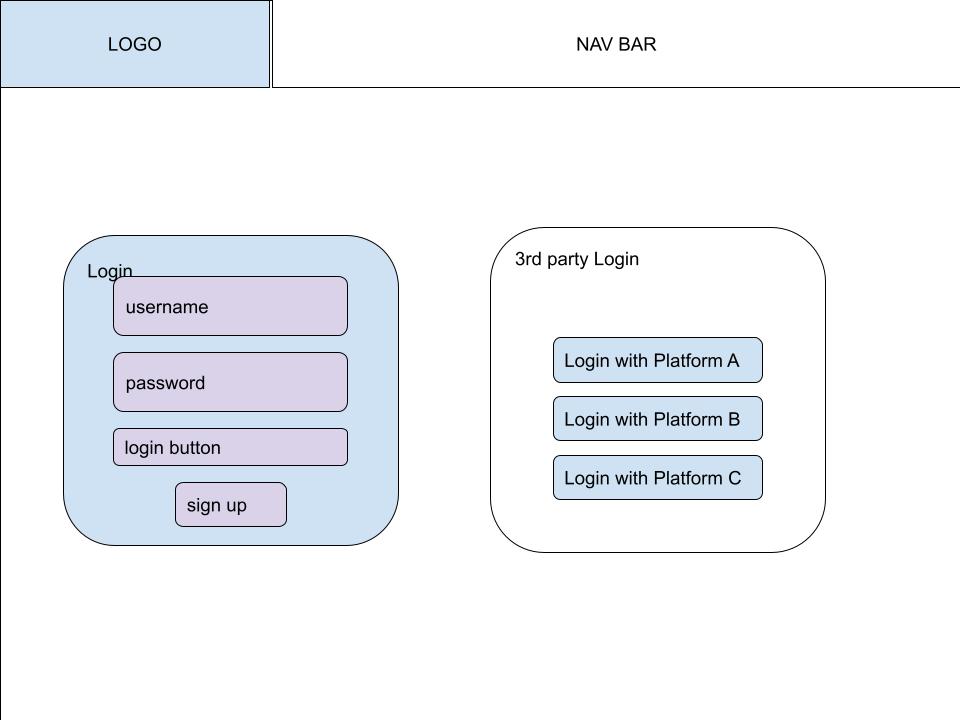 LOGO
NAV BAR
Login
username
password
login button
sign up
3rd party Login
Login with Platform A
Login with Platform B
Login with Platform C